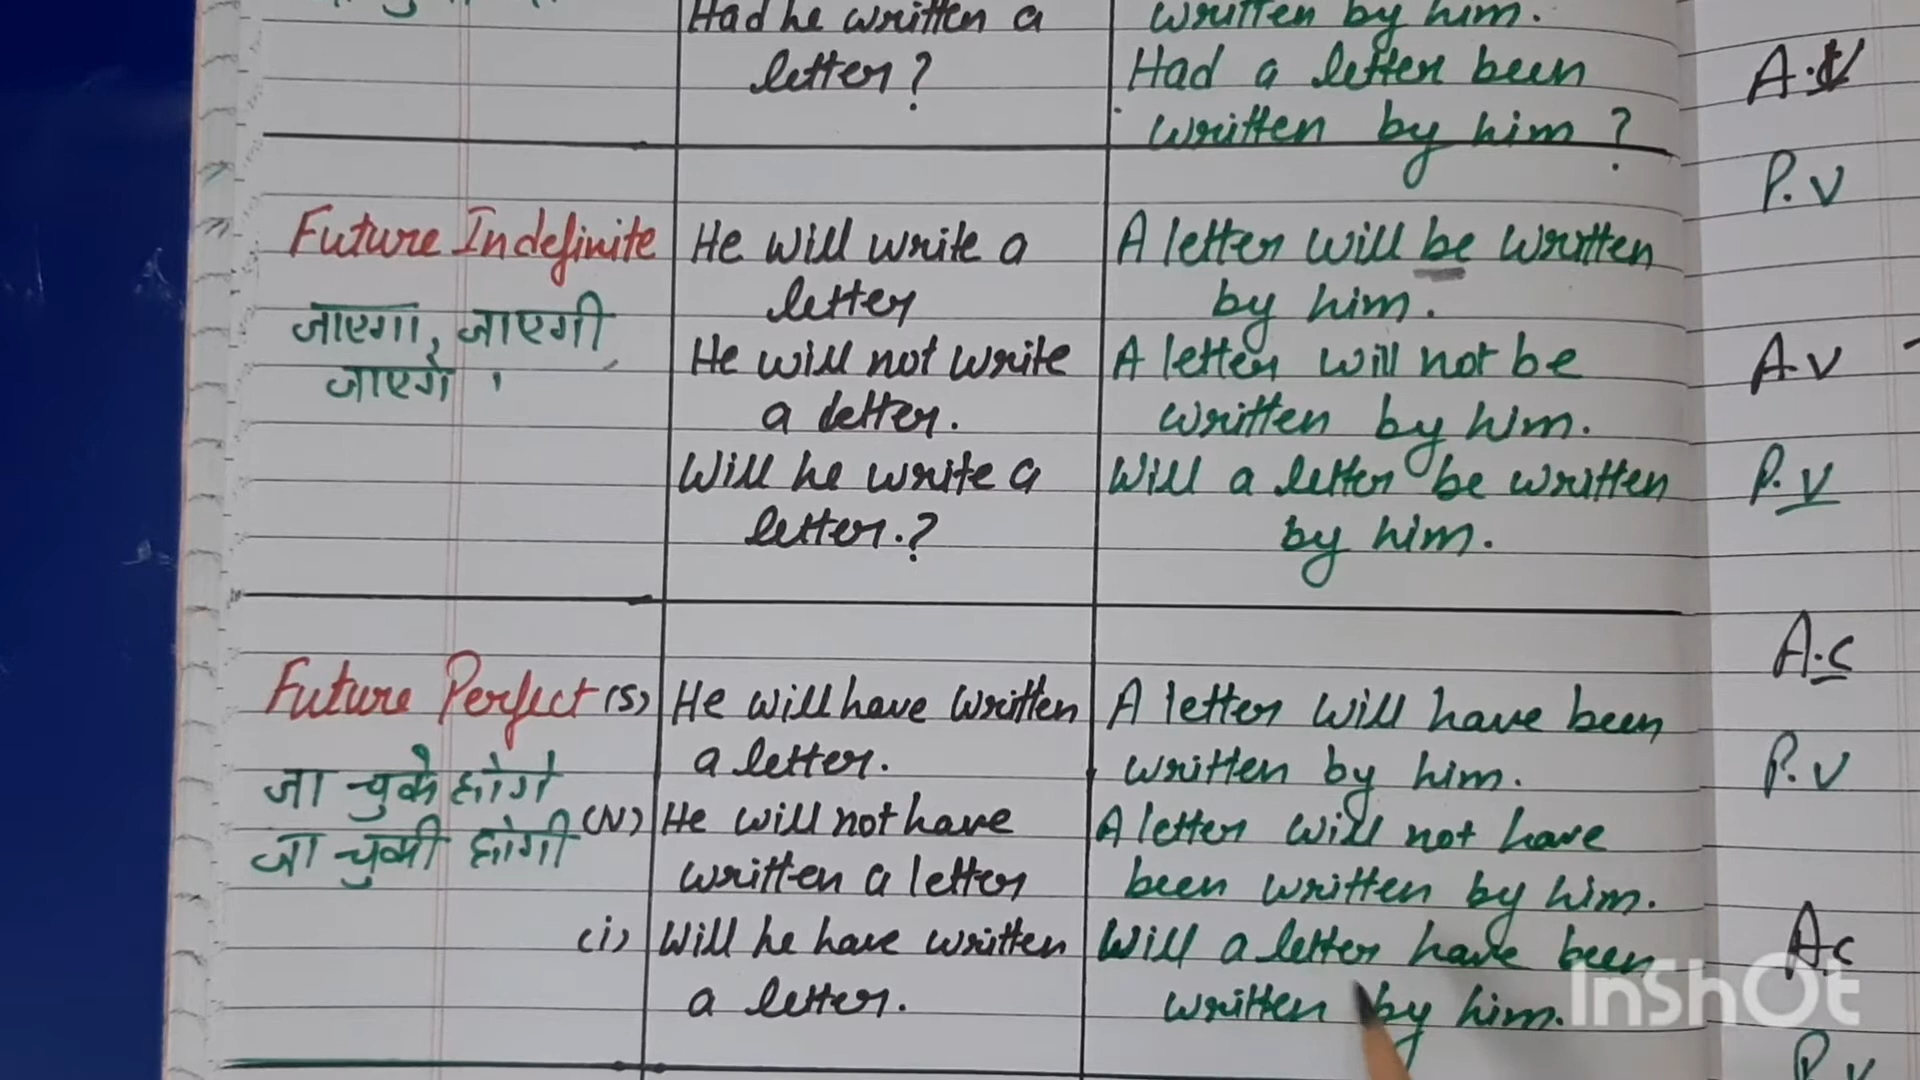 Had he written a
letter?
written by him.
Had a letter been
written by him?
Future Indefinite
जाएगा, जाएगी,
जाएगे ।
He will write a
letter
He will not write
a letter.
Will he write a
letter.?
A letter will be written
by him.
A letter will not be
written by him.
Will a letter be written
by him.
Future Perfect (S)
जा चुके होगे
जा चुकी होगी
He will have written
a letter.
(N) He will not have
written a letter
(i) Will he have written
a letter.
A letter will have been
written by him.
A letter will not have
been written by him.
Will a letter have been
written by him.
P.V
A.V
P.V
A.C
P.V
A.C
P.V
InShOt